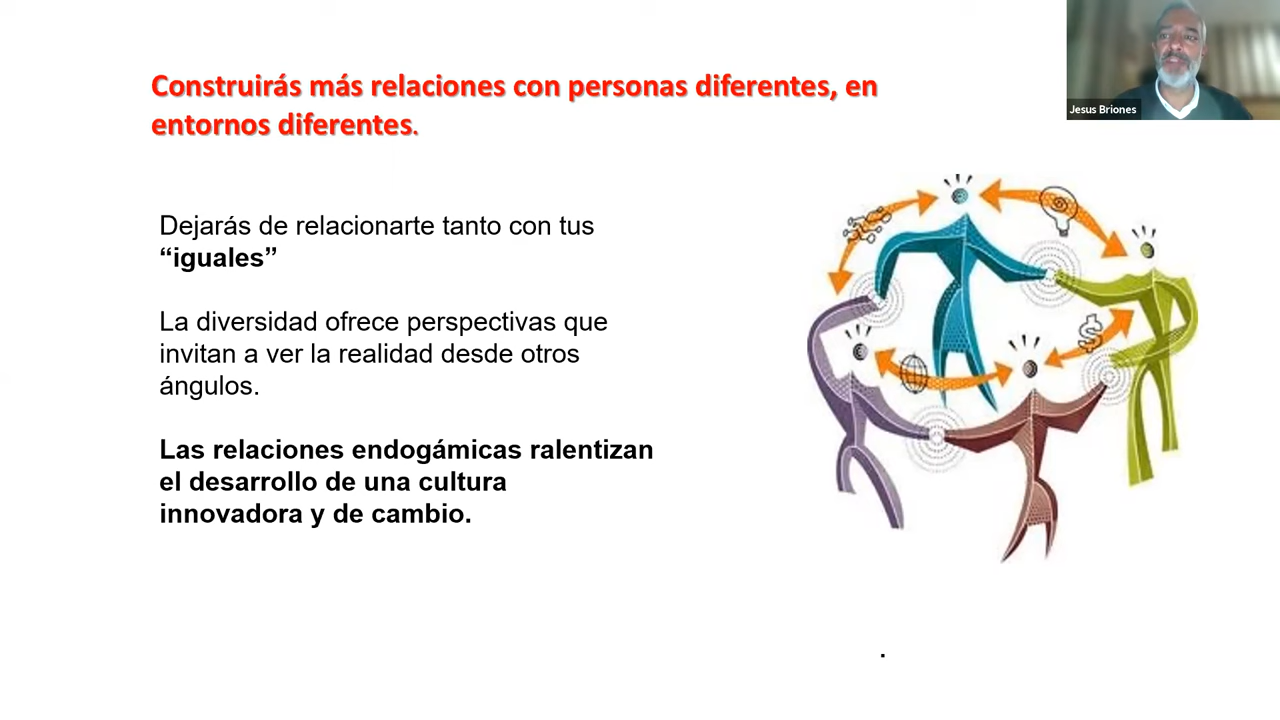 Construirás más relaciones con personas diferentes, en
entornos diferentes.
Jesus Briones
Dejarás de relacionarte tanto con tus
“iguales”
La diversidad ofrece perspectivas que
invitan a ver la realidad desde otros
ángulos.
Las relaciones endogámicas ralentizan
el desarrollo de una cultura
innovadora y de cambio.
$
.